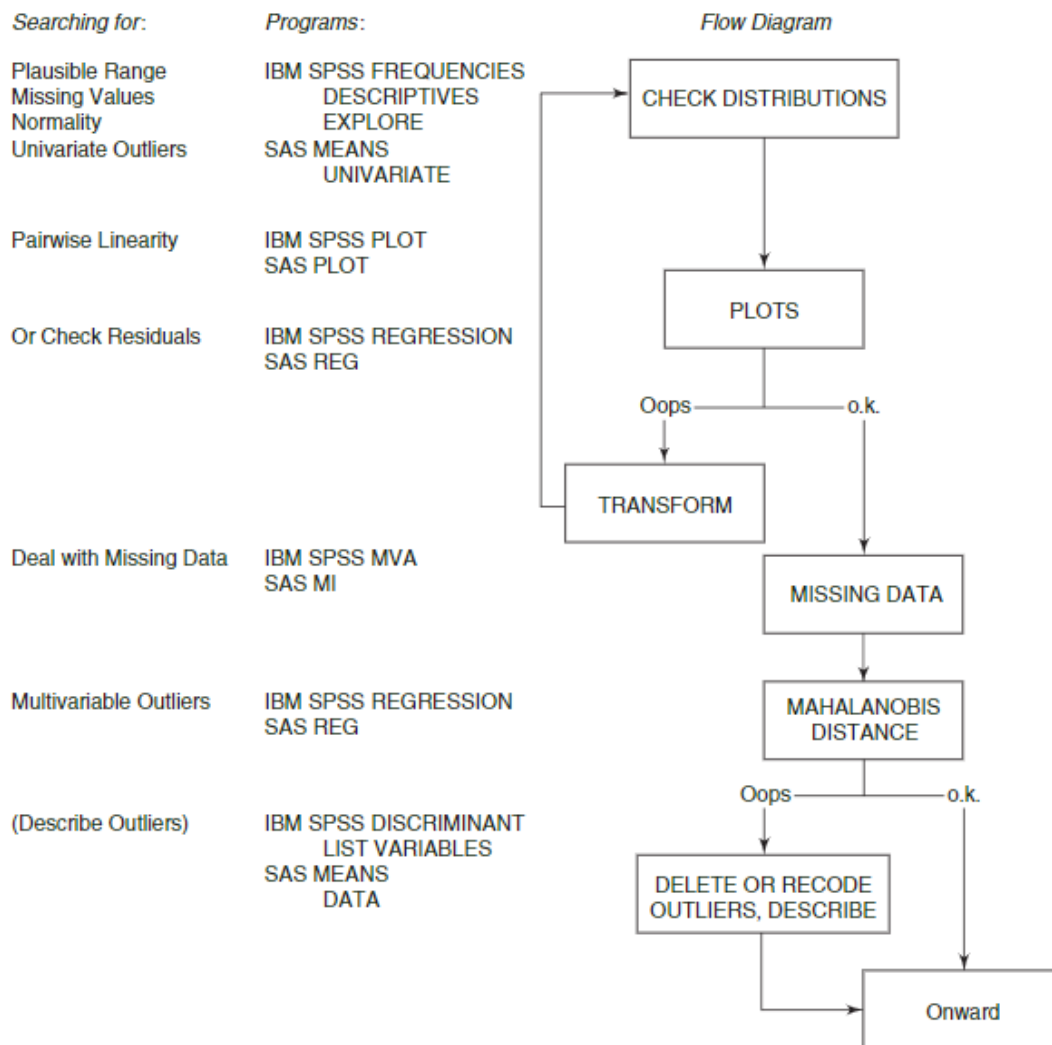 Searching for: Programs: Flow Diagram
Plausible Range IBM SPSS FREQUENCIES
Missing Values DESCRIPTIVES CHECK DISTRIBUTIONS
Normality EXPLORE
Univariate Outliers SAS MEANS
UNIVARIATE
Pairwise Linearity IBM SPSS PLOT
SAS PLOT
PLOTS
Or Check Residuals IBM SPSS REGRESSION
SAS REG
Oops o.k.
TRANSFORM
Deal with Missing Data IBM SPSS MVA
SAS MI
MISSING DATA
Multivariable Outliers IBM SPSS REGRESSION MAHALANOBIS
SAS REG DISTANCE
Oops o.k.
(Describe Outliers) IBM SPSS DISCRIMINANT
LIST VARIABLES
SAS MEANS DELETE OR RECODE
DATA OUTLIERS, DESCRIBE
Onward